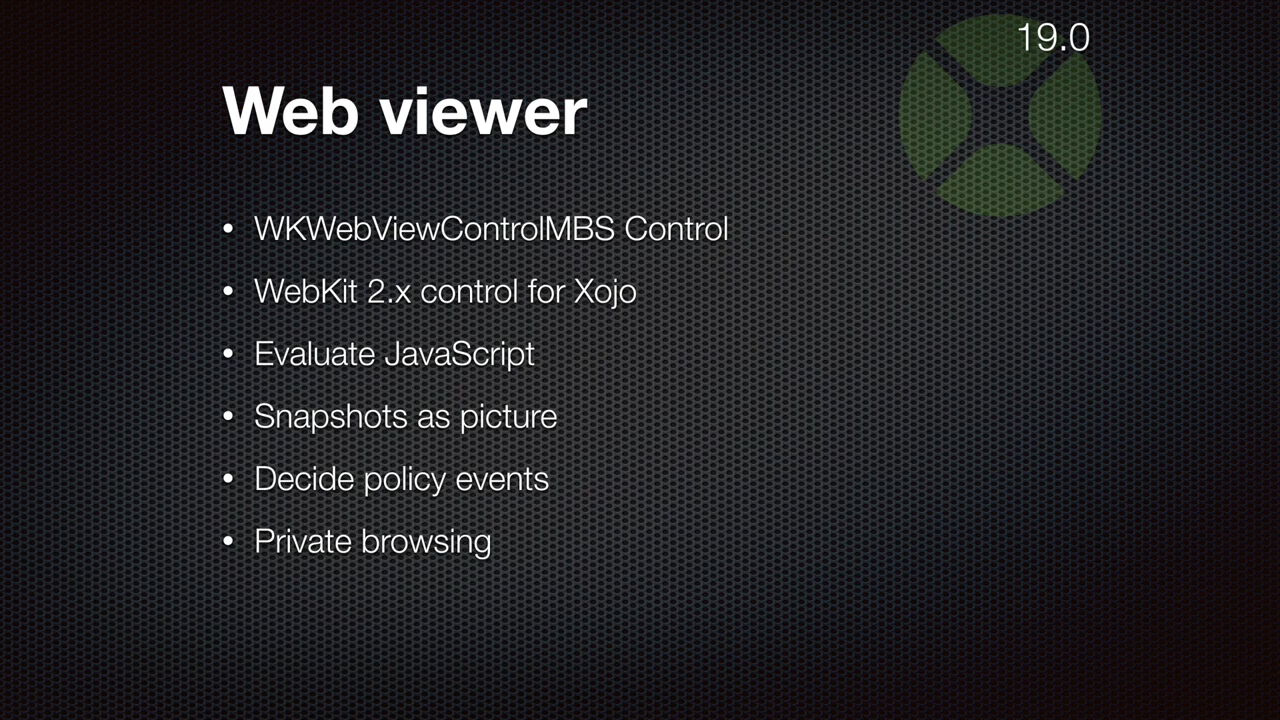 19.0
Web viewer
• WKWebViewControlMBS Control
• WebKit 2.x control for Xojo
• Evaluate JavaScript
• Snapshots as picture
• Decide policy events
• Private browsing